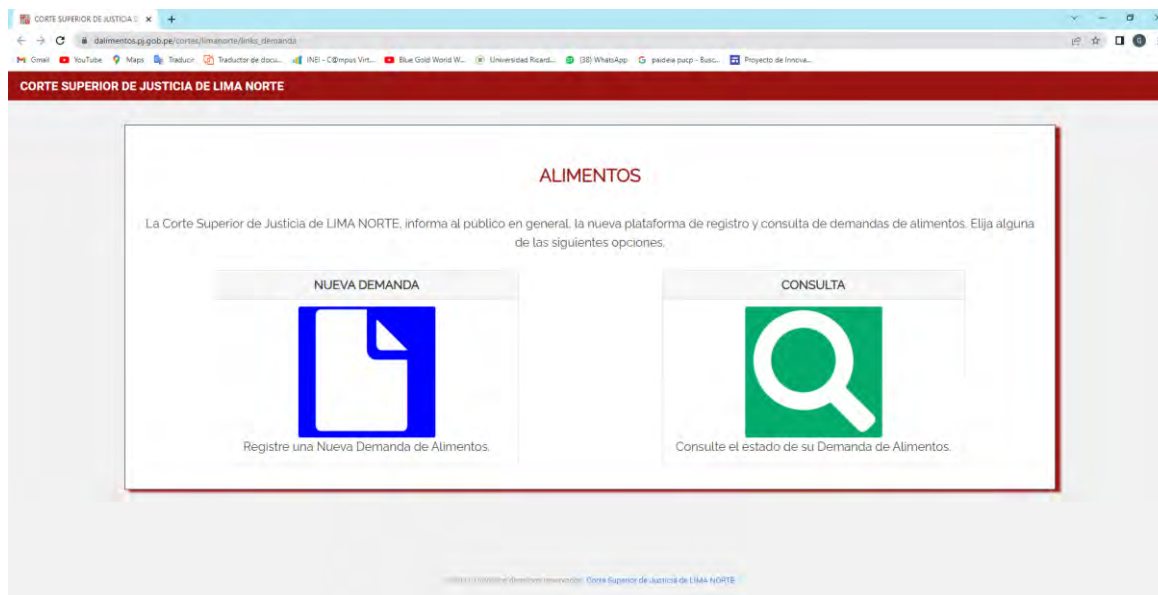 CORTE SUPERIOR DE JUSTICIA D
dalimentos.pj.gob.pe/cortes/limanorte/links_demanda
Gmail YouTube Maps Traducir Traductor de docu... INEI - C@mpus Virt... Blue Gold World W... Universidad Ricard... (38) WhatsApp paideia pucp - Busc... Proyecto de Innova...
CORTE SUPERIOR DE JUSTICIA DE LIMA NORTE
ALIMENTOS
La Corte Superior de Justicia de LIMA NORTE, informa al público en general, la nueva plataforma de registro y consulta de demandas de alimentos. Elija alguna
de las siguientes opciones.
NUEVA DEMANDA
Registre una Nueva Demanda de Alimentos.
CONSULTA
Consulte el estado de su Demanda de Alimentos.
Corte Superior de Justicia de LIMA NORTE